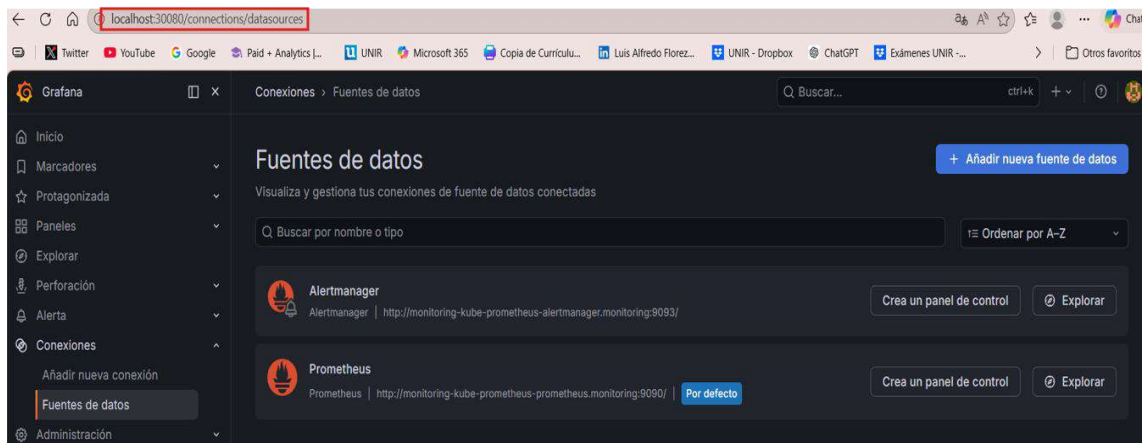 localhost:30080/connections/datasources
Twitter YouTube Google Paid + Analytics |... UNIR Microsoft 365 Copia de Currículu... Luis Alfredo Florez... UNIR - Dropbox ChatGPT Exámenes UNIR -... Otros favoritos
Grafana Conexiones › Fuentes de datos Buscar... ctrl+k
Inicio
Marcadores
Protagonizada
Paneles
Explorar
Perforación
Alerta
Conexiones
Añadir nueva conexión
Fuentes de datos
Administración
Fuentes de datos
+ Añadir nueva fuente de datos
Visualiza y gestiona tus conexiones de fuente de datos conectadas
Buscar por nombre o tipo
Ordenar por A–Z
Alertmanager
Alertmanager | http://monitoring-kube-prometheus-alertmanager.monitoring:9093/
Crea un panel de control
Explorar
Prometheus
Prometheus | http://monitoring-kube-prometheus-prometheus.monitoring:9090/ | Por defecto
Crea un panel de control
Explorar